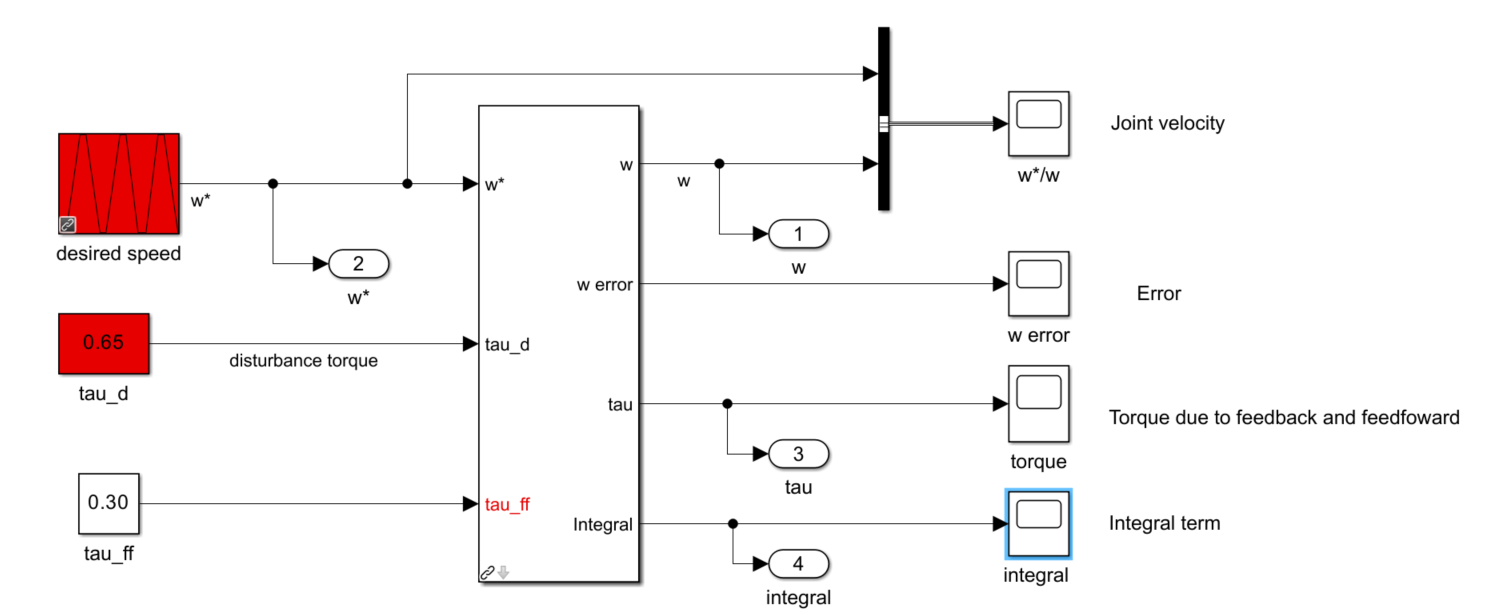 Joint velocity
w*/w
w
w
w*
w*
desired speed
1
w
2
w*
w error
Error
w error
0.65
tau_d
disturbance torque
tau_d
tau
Torque due to feedback and feedfoward
torque
3
tau
0.30
tau_ff
tau_ff
Integral
Integral term
integral
4
integral